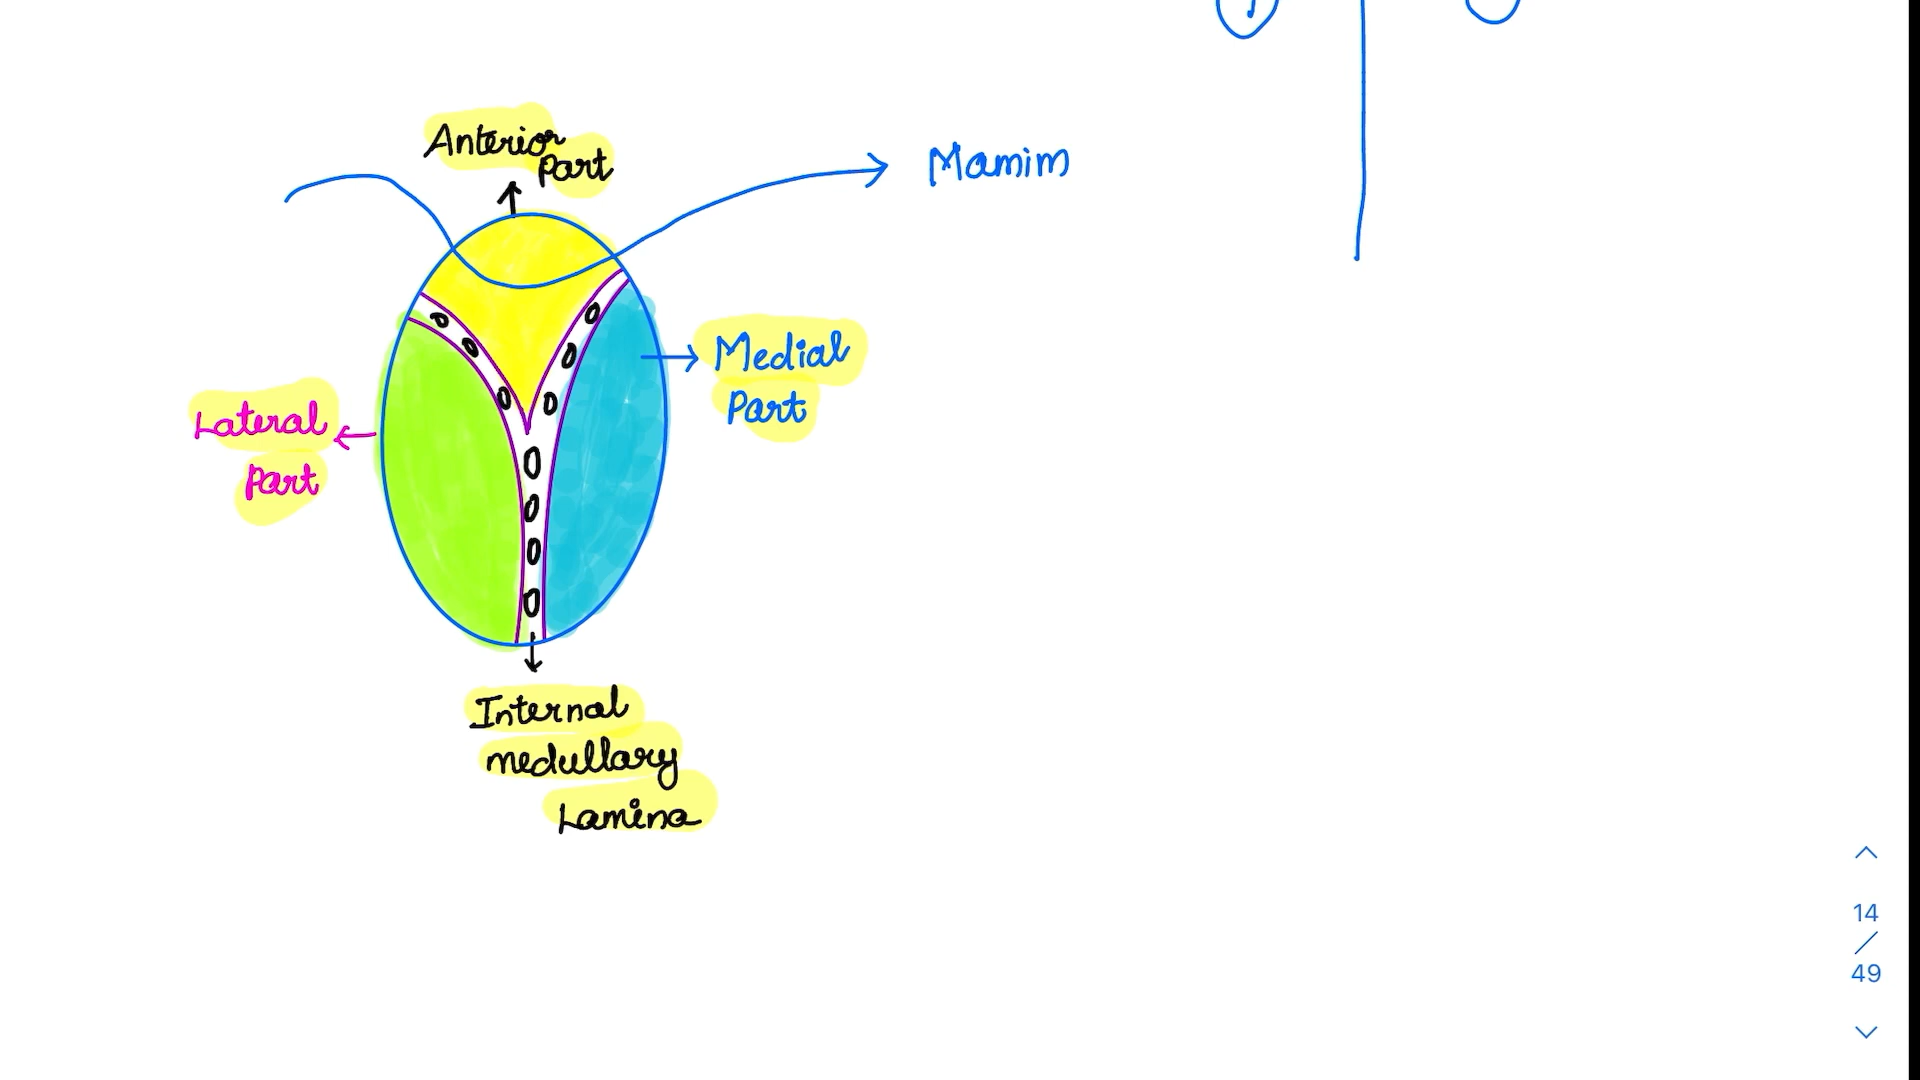 Anterior
Part
Mamim
Medial
Part
Lateral
Part
Internal
medullary
Lamina
14
/
49